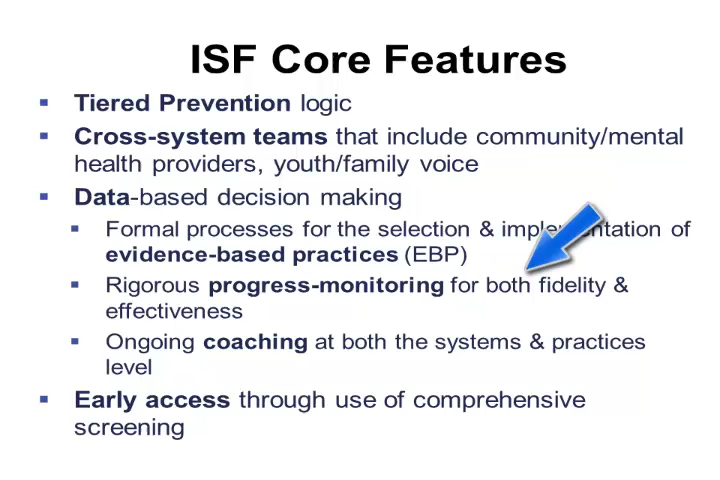 ISF Core Features
▪ Tiered Prevention logic
▪ Cross-system teams that include community/mental
health providers, youth/family voice
▪ Data-based decision making
▪ Formal processes for the selection & implementation of
evidence-based practices (EBP)
▪ Rigorous progress-monitoring for both fidelity &
effectiveness
▪ Ongoing coaching at both the systems & practices
level
▪ Early access through use of comprehensive
screening